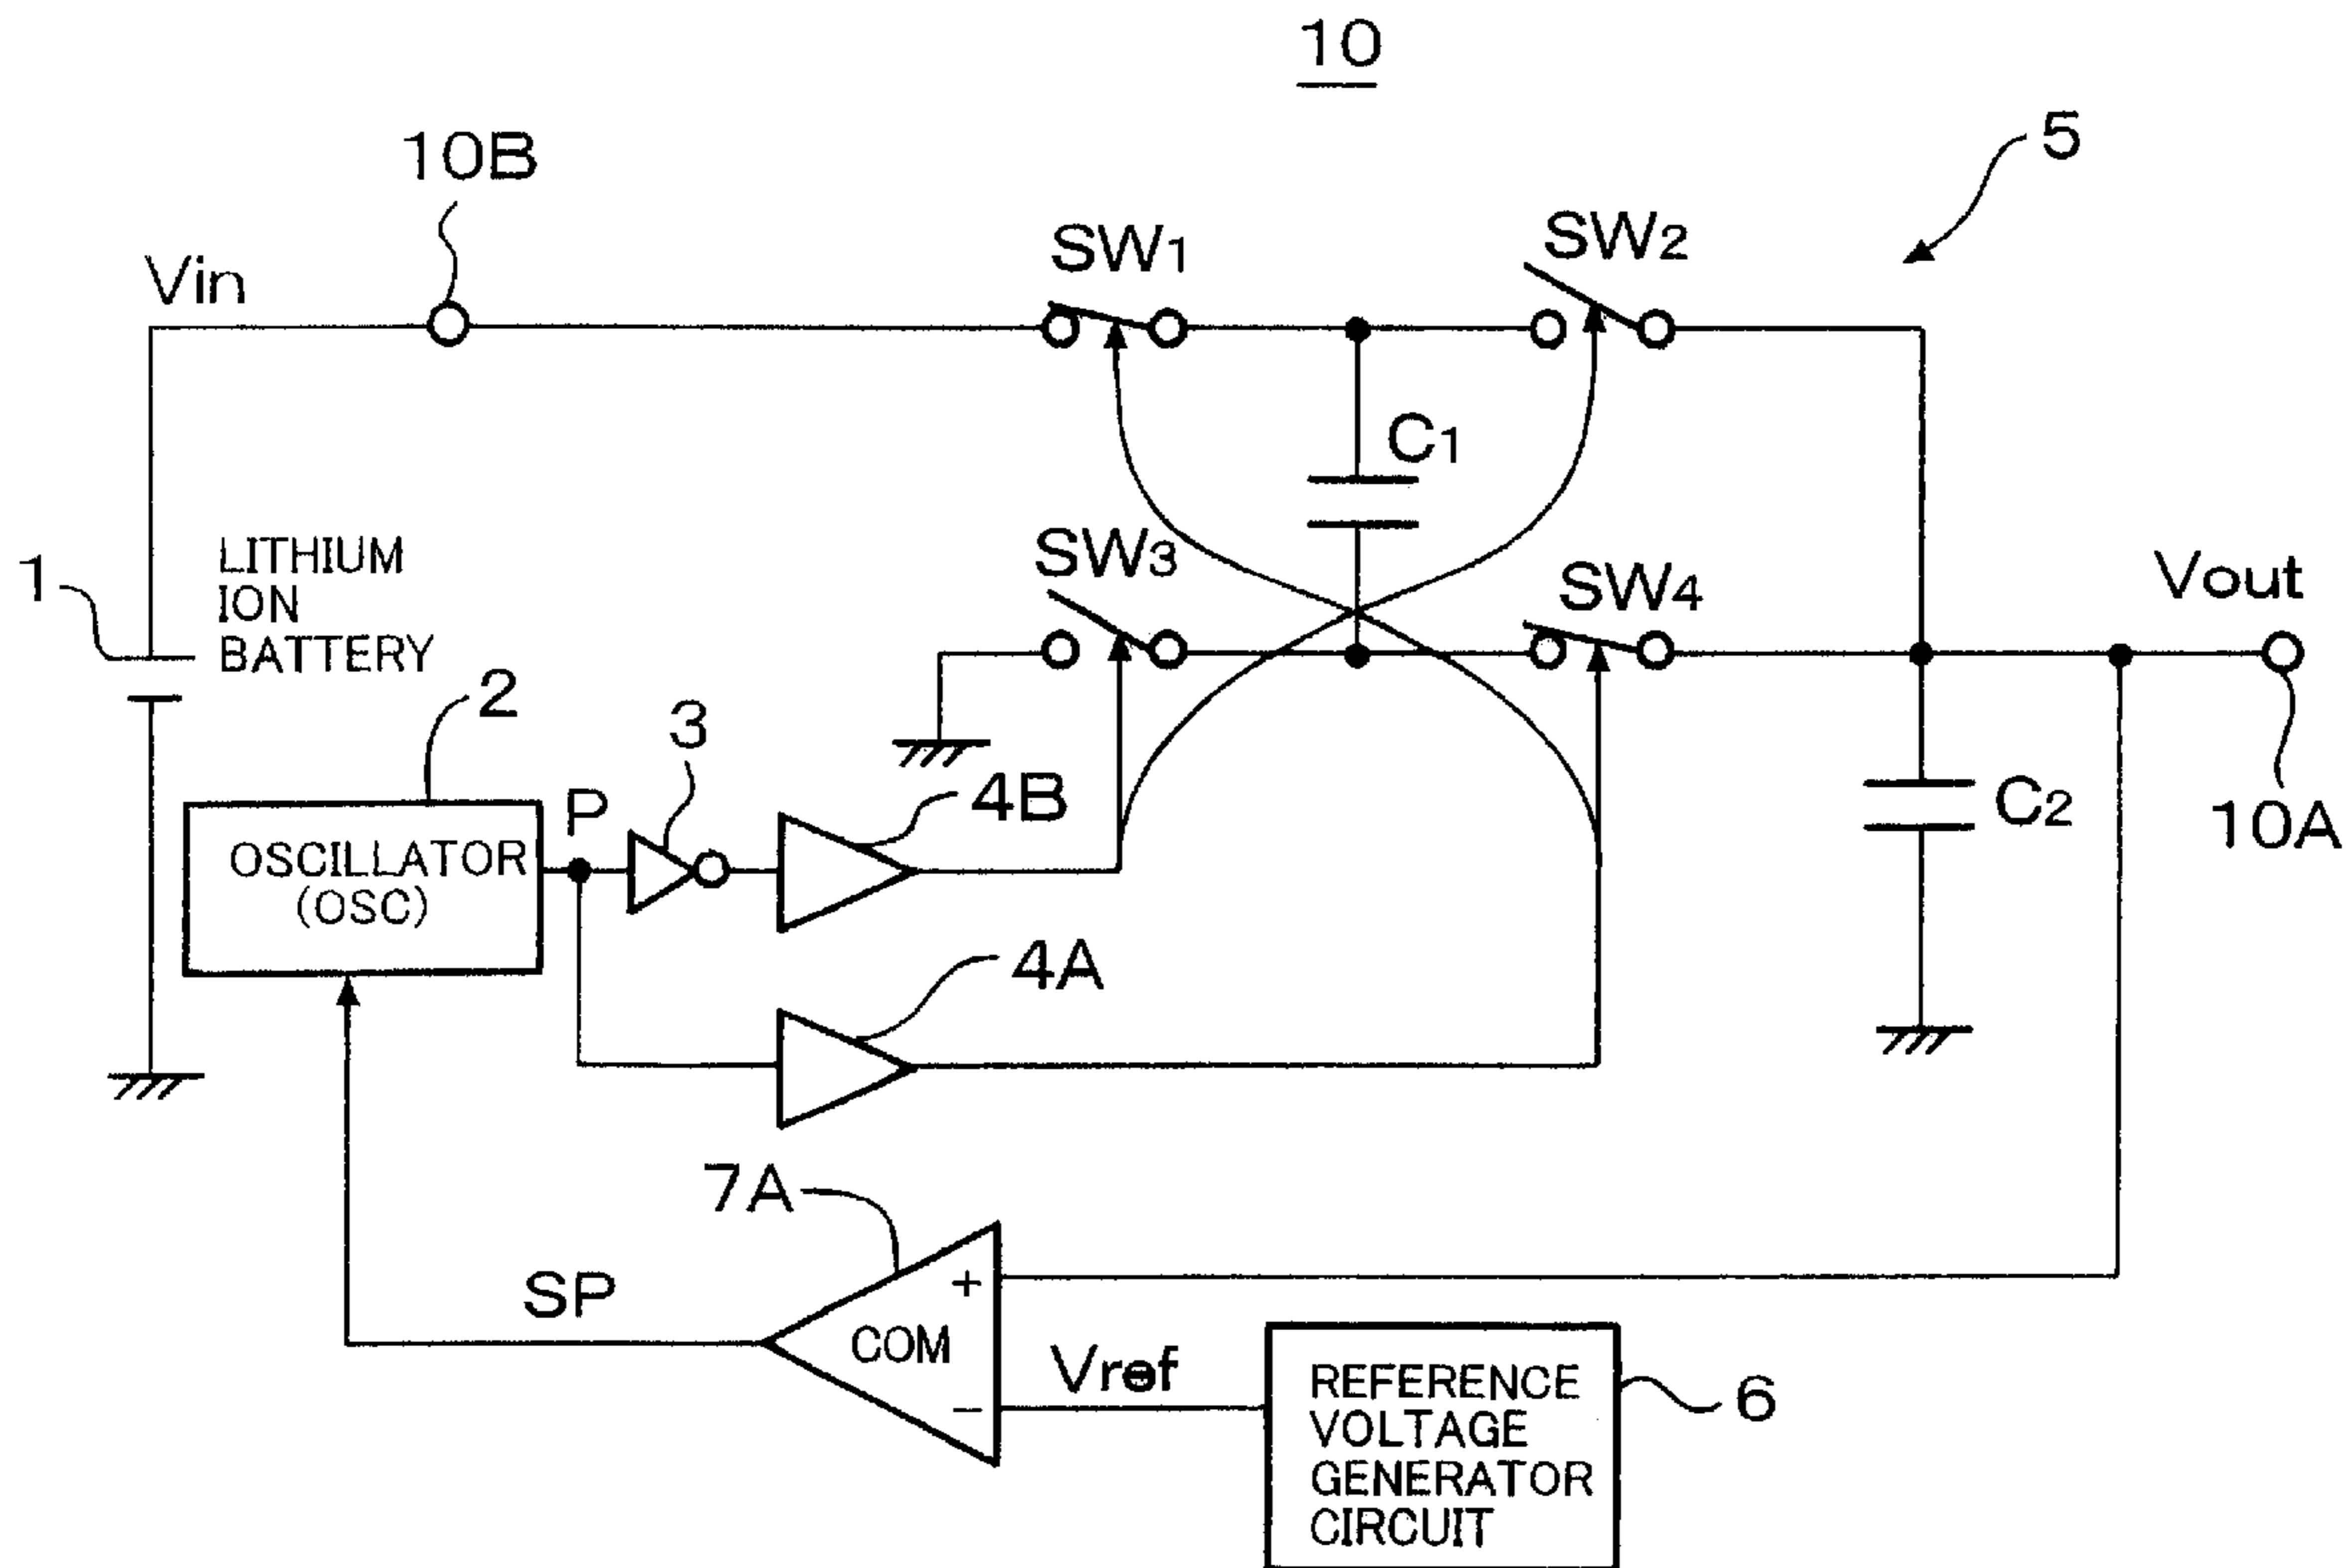 10
5
10B
SW1
SW2
Vin
C1
SW3
SW4
Vout
1
LITHIUM
ION
BATTERY
2
3
4B
P
C2
10A
OSCILLATOR
(OSC)
4A
7A
SP
+
COM
Vref
−
6
REFERENCE
VOLTAGE
GENERATOR
CIRCUIT